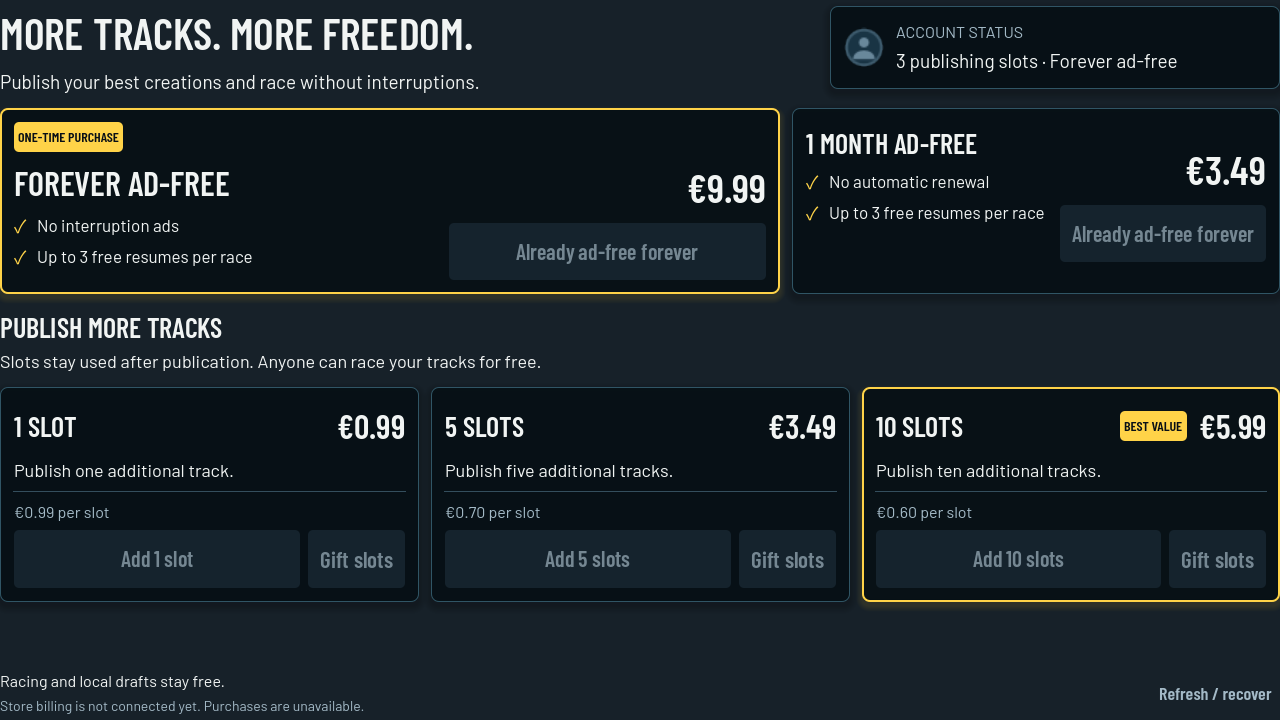 MORE TRACKS. MORE FREEDOM.
Publish your best creations and race without interruptions.
ACCOUNT STATUS
3 publishing slots · Forever ad-free
ONE-TIME PURCHASE
FOREVER AD-FREE
€9.99
✓ No interruption ads
✓ Up to 3 free resumes per race
Already ad-free forever
1 MONTH AD-FREE
€3.49
✓ No automatic renewal
✓ Up to 3 free resumes per race
Already ad-free forever
PUBLISH MORE TRACKS
Slots stay used after publication. Anyone can race your tracks for free.
1 SLOT
€0.99
Publish one additional track.
€0.99 per slot
Add 1 slot
Gift slots
5 SLOTS
€3.49
Publish five additional tracks.
€0.70 per slot
Add 5 slots
Gift slots
10 SLOTS
BEST VALUE
€5.99
Publish ten additional tracks.
€0.60 per slot
Add 10 slots
Gift slots
Racing and local drafts stay free.
Store billing is not connected yet. Purchases are unavailable.
Refresh / recover